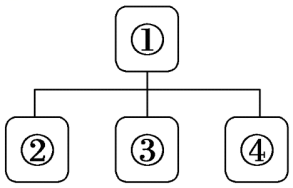 ①
② ③ ④